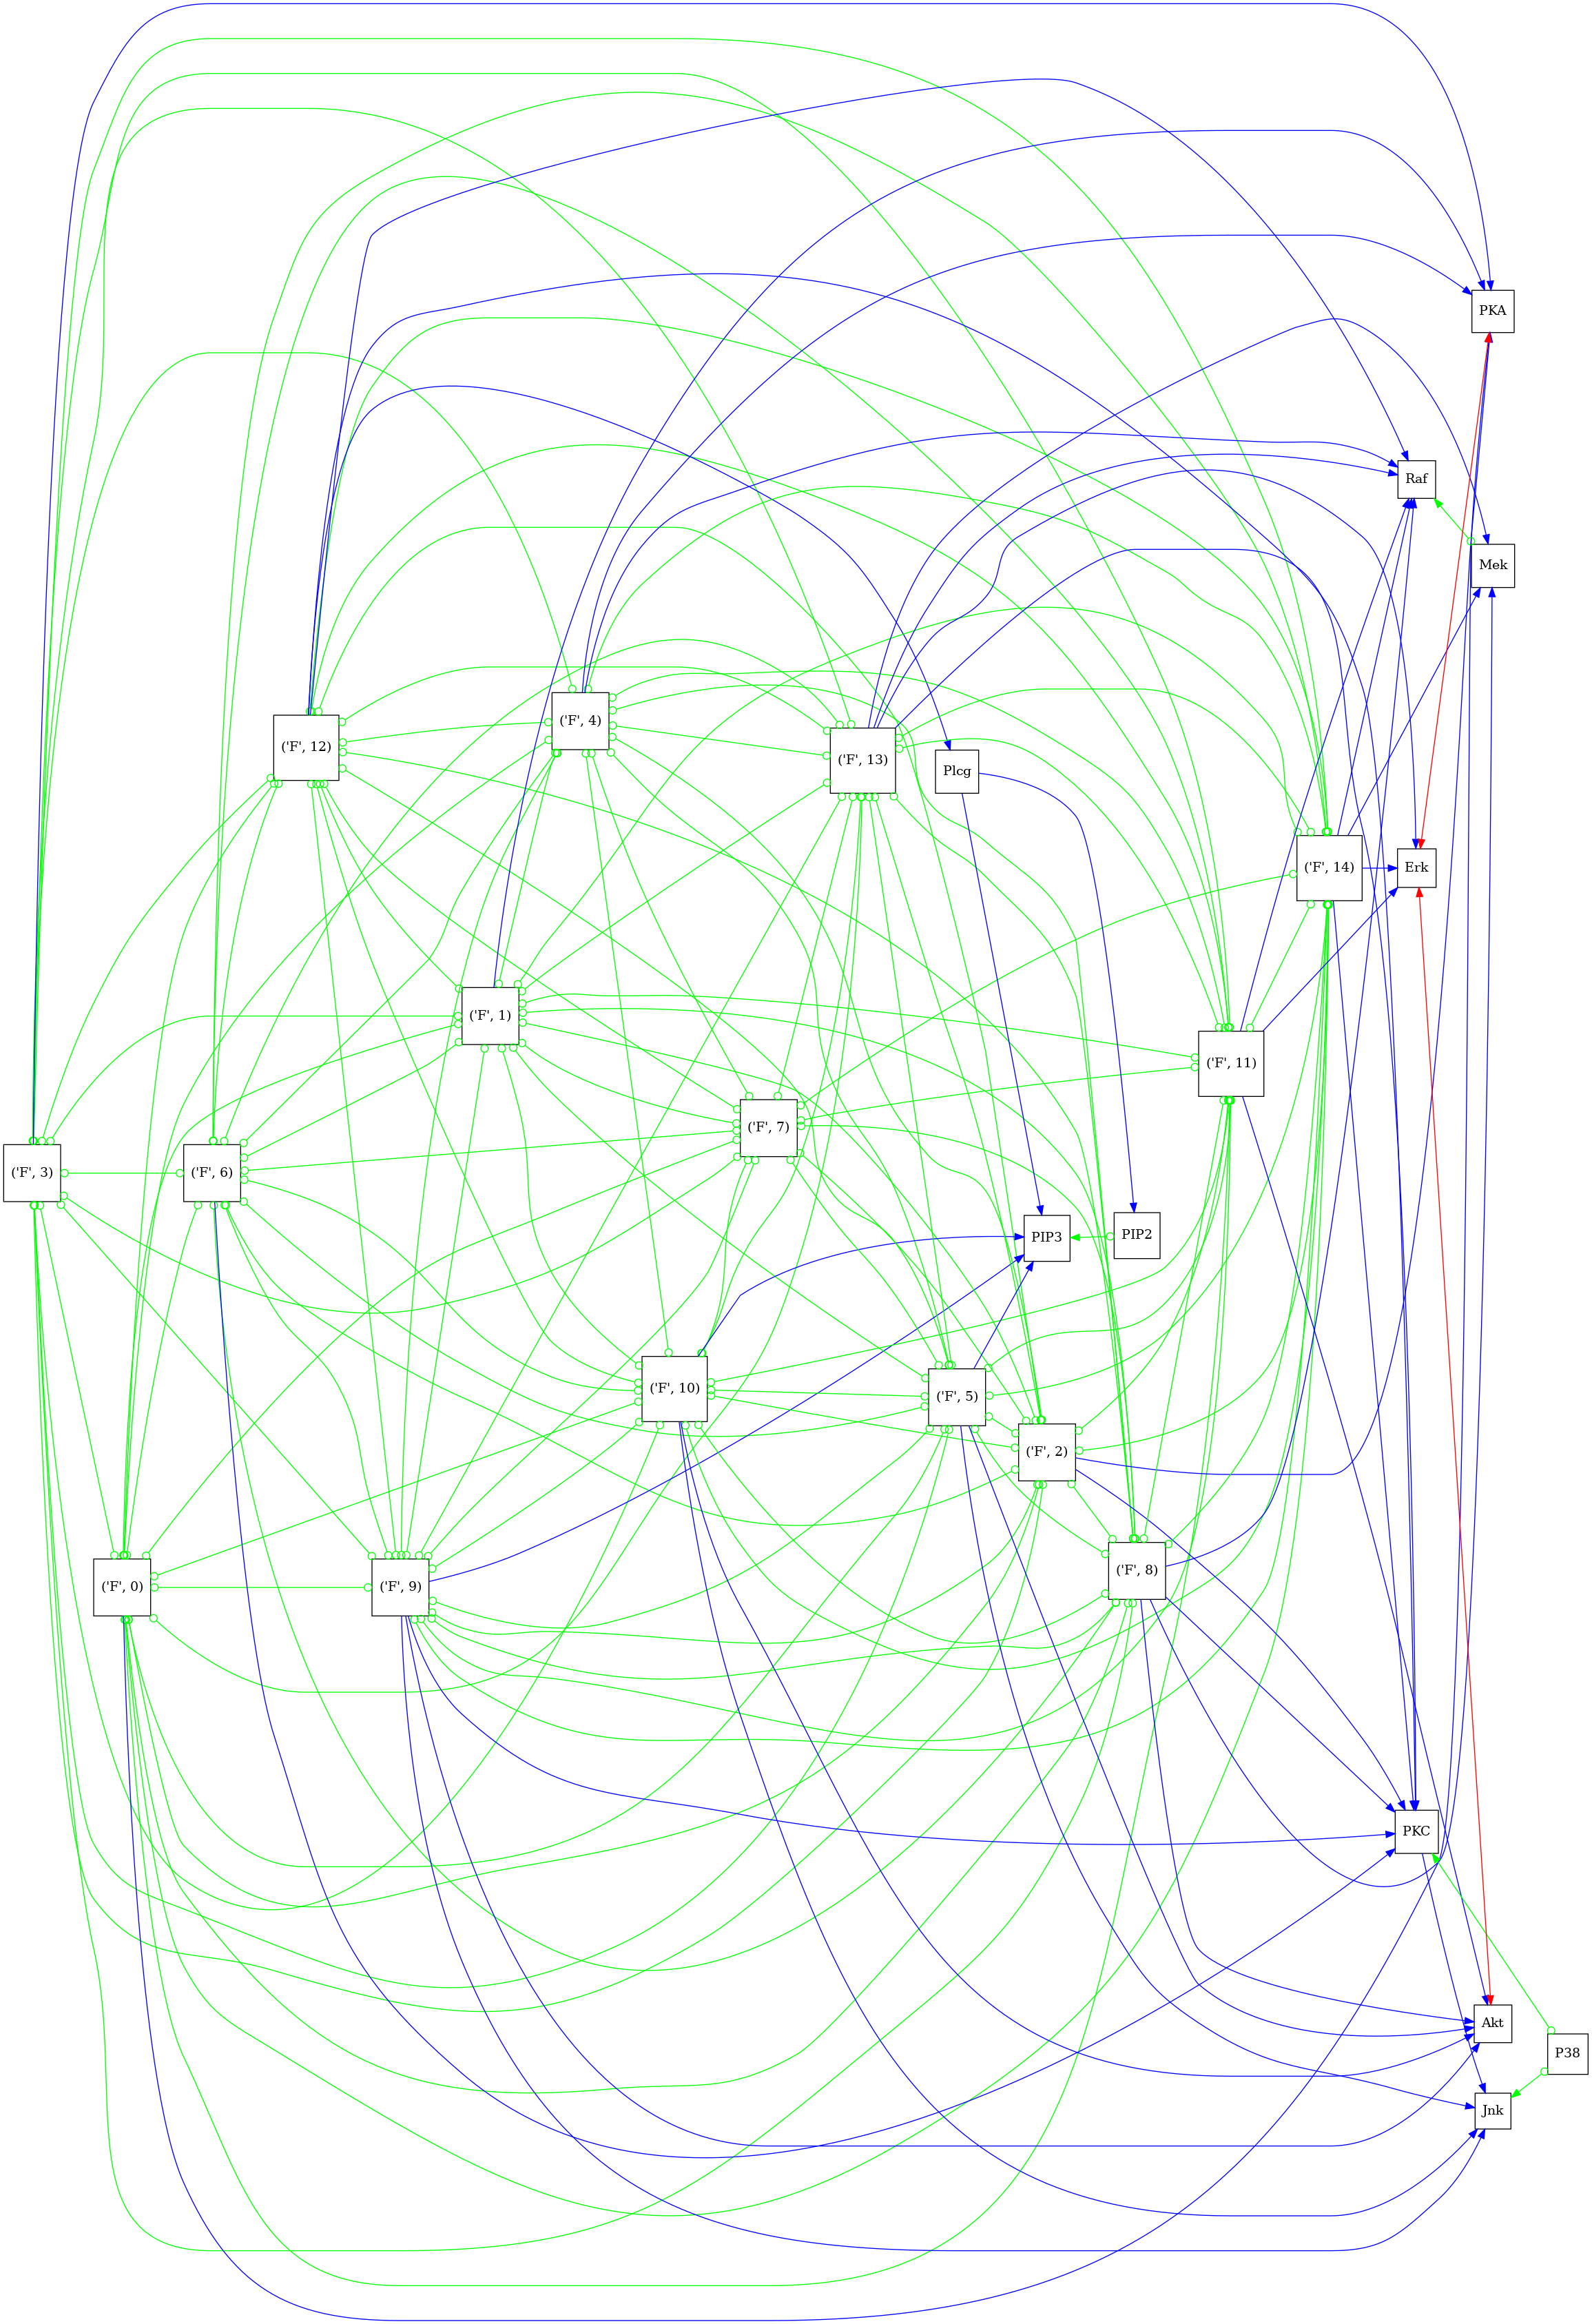 PKA
Raf
Mek
('F', 4)
('F', 12)
('F', 13)
Plcg
('F', 14)
Erk
('F', 1)
('F', 11)
('F', 7)
('F', 3)
('F', 6)
PIP3
PIP2
('F', 10)
('F', 5)
('F', 2)
('F', 8)
('F', 0)
('F', 9)
PKC
Akt
P38
Jnk